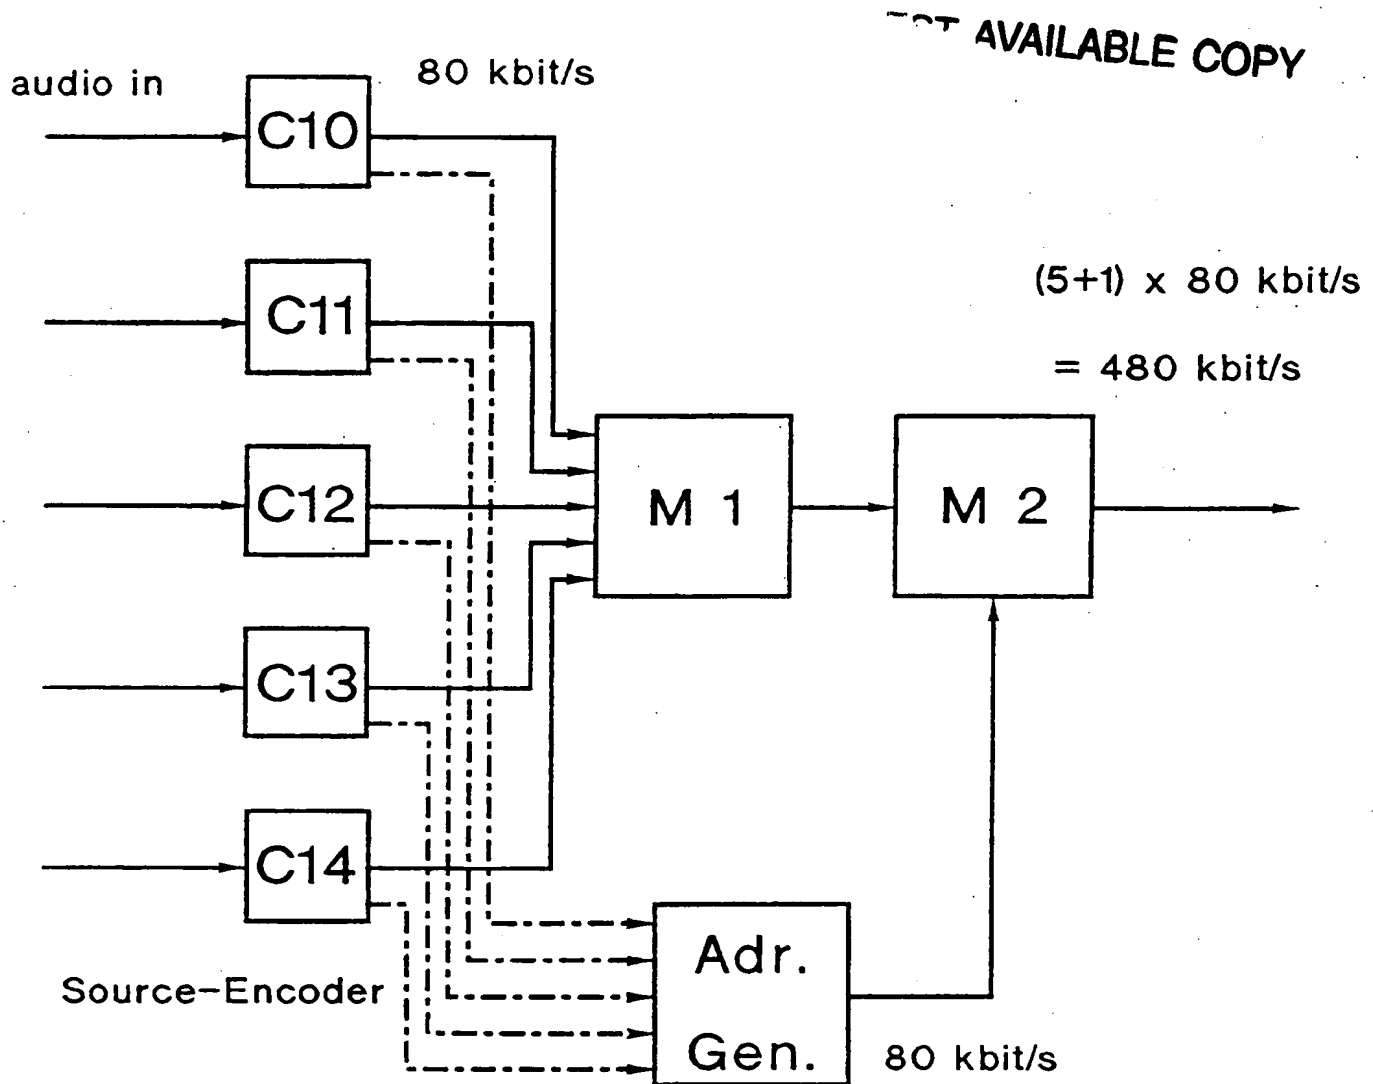 AVAILABLE COPY
audio in
80 kbit/s
C10
C11
(5+1) x 80 kbit/s
= 480 kbit/s
C12
M 1
M 2
C13
C14
Source-Encoder
Adr.
Gen.
80 kbit/s